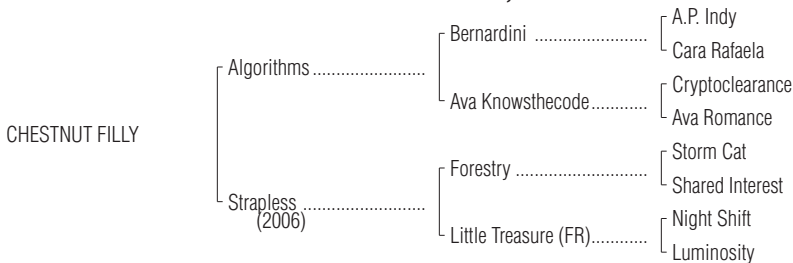 A.P. Indy
Bernardini ........................
Cara Rafaela
Algorithms ........................
Cryptoclearance
Ava Knowsthecode............
Ava Romance
CHESTNUT FILLY
Storm Cat
Forestry ............................
Shared Interest
Strapless ..........................
(2006)
Night Shift
Little Treasure (FR)............
Luminosity